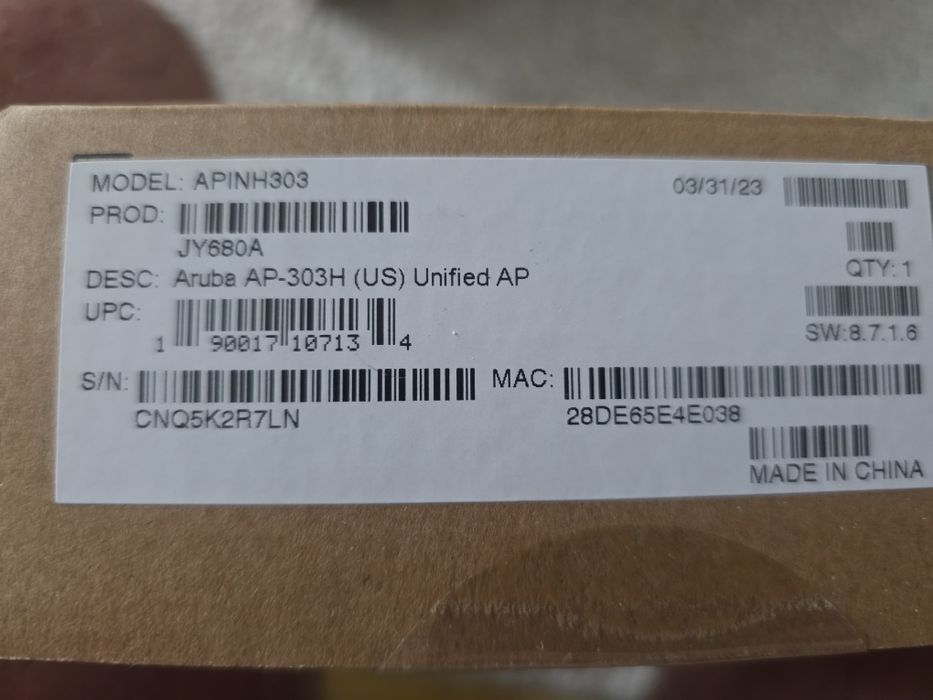 MODEL: APINH303
03/31/23
PROD:
JY680A
QTY: 1
DESC: Aruba AP-303H (US) Unified AP
UPC:
1 90017 10713 4
SW:8.7.1.6
S/N:
CNQ5K2R7LN
MAC:
28DE65E4E038
MADE IN CHINA